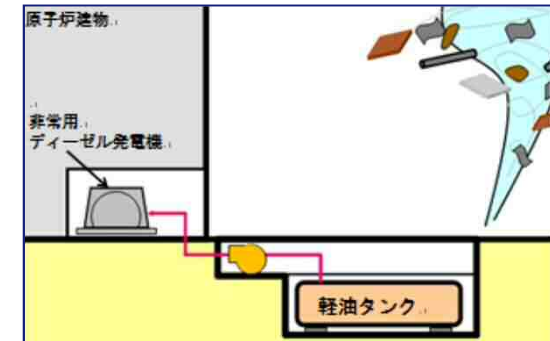 原子炉建物
非常用
ディーゼル発電機
軽油タンク